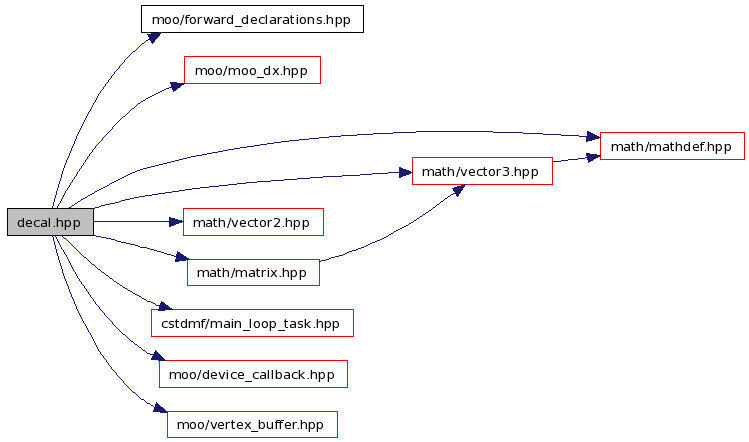 moo/forward_declarations.hpp
moo/moo_dx.hpp
math/mathdef.hpp
math/vector3.hpp
decal.hpp
math/vector2.hpp
math/matrix.hpp
cstdmf/main_loop_task.hpp
moo/device_callback.hpp
moo/vertex_buffer.hpp